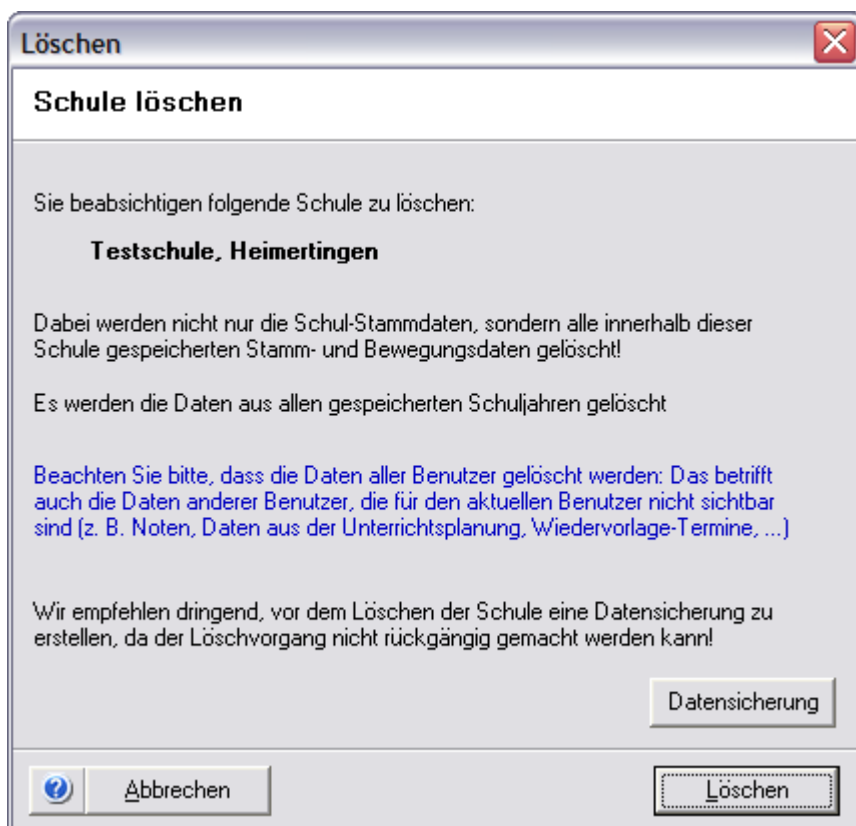 Löschen
Schule löschen
Sie beabsichtigen folgende Schule zu löschen:
Testschule, Heimertingen
Dabei werden nicht nur die Schul-Stammdaten, sondern alle innerhalb dieser
Schule gespeicherten Stamm- und Bewegungsdaten gelöscht!
Es werden die Daten aus allen gespeicherten Schuljahren gelöscht
Beachten Sie bitte, dass die Daten aller Benutzer gelöscht werden: Das betrifft
auch die Daten anderer Benutzer, die für den aktuellen Benutzer nicht sichtbar
sind (z. B. Noten, Daten aus der Unterrichtsplanung, Wiedervorlage-Termine, ...)
Wir empfehlen dringend, vor dem Löschen der Schule eine Datensicherung zu
erstellen, da der Löschvorgang nicht rückgängig gemacht werden kann!
Datensicherung
? Abbrechen Löschen